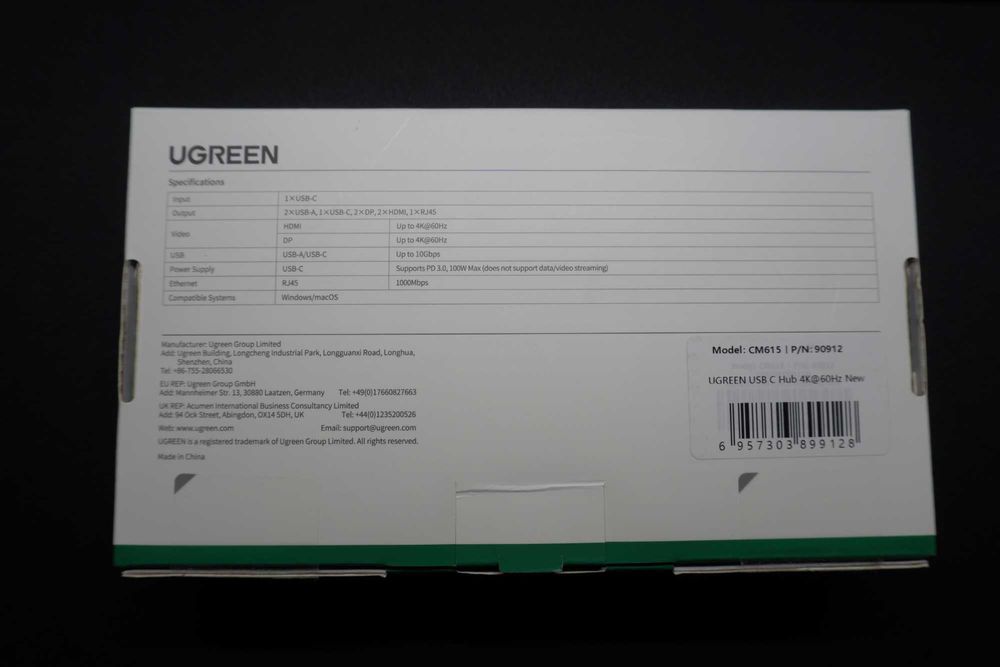 UGREEN
Specifications
Input 1×USB-C
Output 2×USB-A, 1×USB-C, 2×DP, 2×HDMI, 1×RJ45
Video HDMI Up to 4K@60Hz
DP Up to 4K@60Hz
USB USB-A/USB-C Up to 10Gbps
Power Supply USB-C Supports PD 3.0, 100W Max (does not support data/video streaming)
Ethernet RJ45 1000Mbps
Compatible Systems Windows/macOS
Manufacturer: Ugreen Group Limited
Add: Ugreen Building, Longcheng Industrial Park, Longguanxi Road, Longhua,
Shenzhen, China
Tel: +86-755-28066530
EU REP: Ugreen Group GmbH
Add: Mannheimer Str. 13, 30880 Laatzen, Germany Tel: +49(0)17660827663
UK REP: Acumen International Business Consultancy Limited
Add: 94 Ock Street, Abingdon, OX14 5DH, UK Tel: +44(0)1235200526
Web: www.ugreen.com Email: support@ugreen.com
UGREEN is a registered trademark of Ugreen Group Limited. All rights reserved.
Made in China
Model: CM615 | P/N: 90912
UGREEN USB C Hub 4K@60Hz New
6 957303 899128